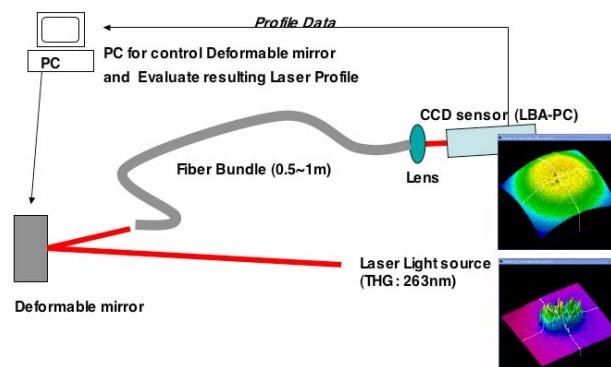 Profile Data
PC
PC for control Deformable mirror
and Evaluate resulting Laser Profile
CCD sensor (LBA-PC)
Fiber Bundle (0.5~1m)
Lens
Laser Light source
(THG : 263nm)
Deformable mirror